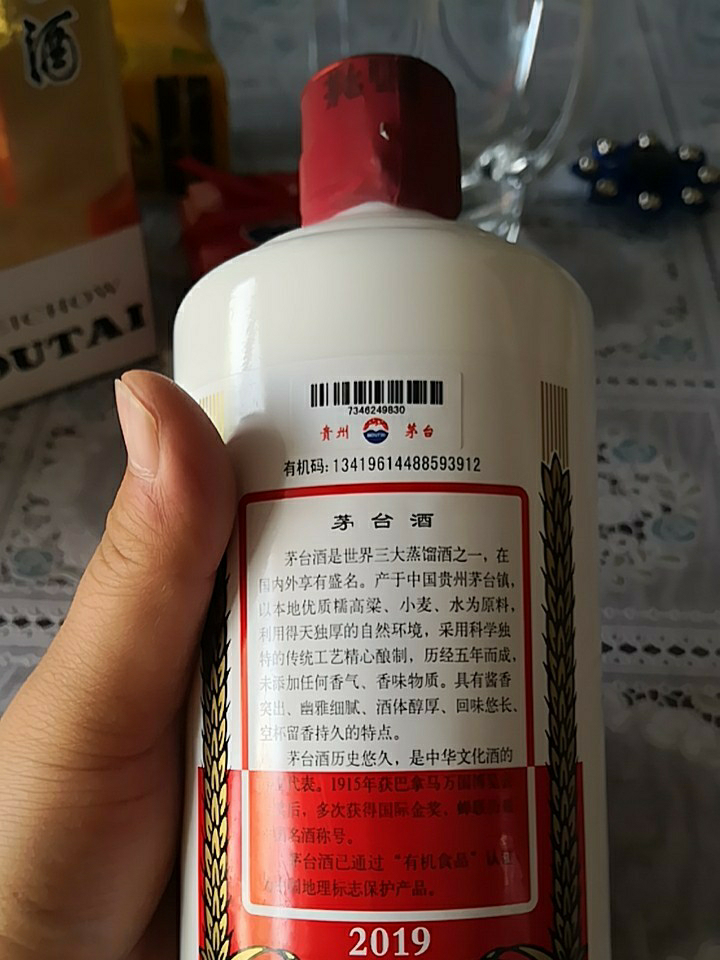 酒
OUTAI
7346249830
貴州 茅台
有机码:13419614488593912
茅台酒
茅台酒是世界三大蒸馏酒之一，在
国内外享有盛名。产于中国贵州茅台镇，
以本地优质糯高粱、小麦、水为原料，
利用得天独厚的自然环境，采用科学独
特的传统工艺精心酿制，历经五年而成，
未添加任何香气、香味物质。具有酱香
突出、幽雅细腻、酒体醇厚、回味悠长、
空杯留香持久的特点。
茅台酒历史悠久，是中华文化酒的
代表。1915年获巴拿马万国博览
后，多次获得国际金奖，蝉联历
名酒称号。
茅台酒已通过“有机食品”认
地理标志保护产品。
2019